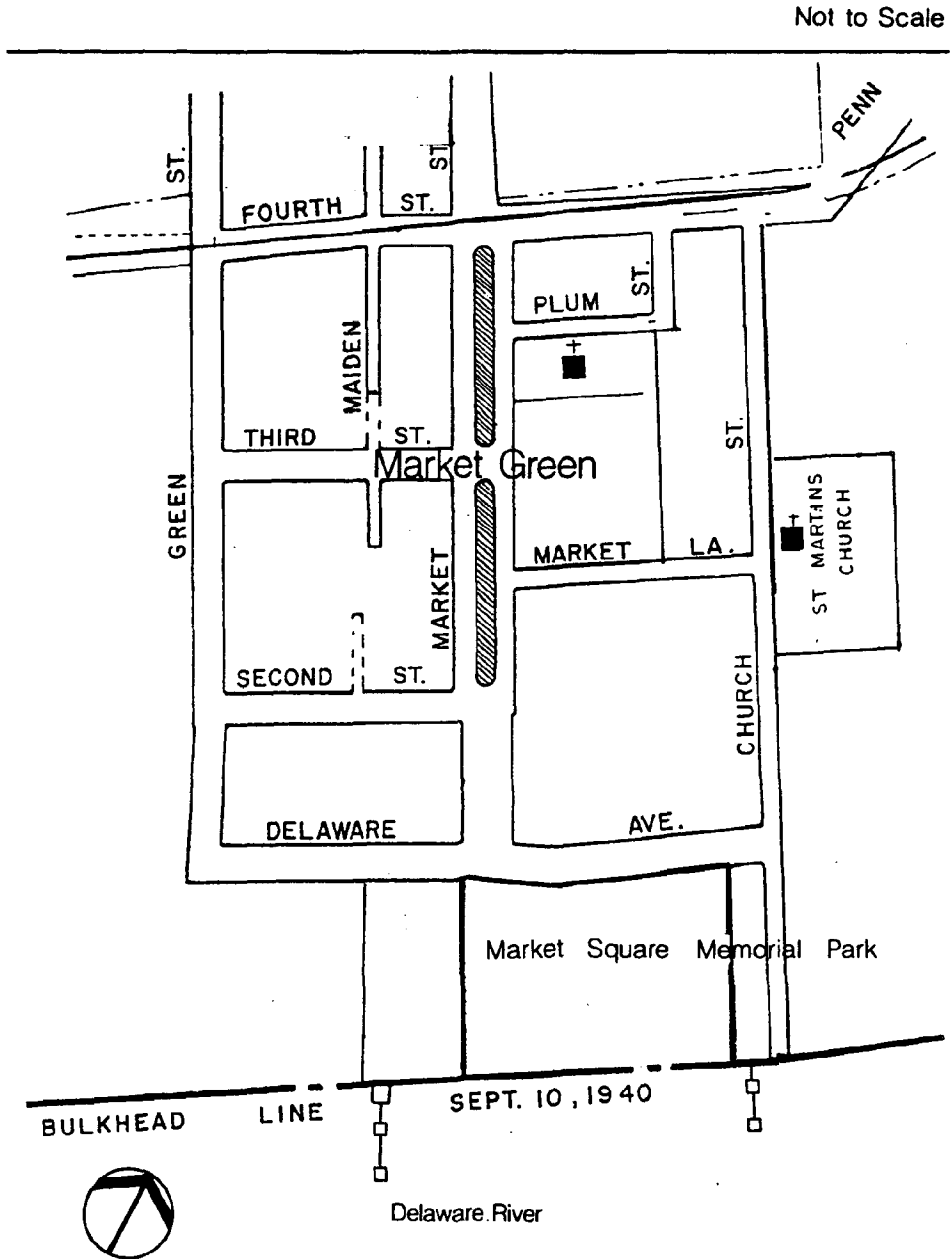 Not to Scale
PENN
ST.
ST
FOURTH ST.
PLUM ST.
MAIDEN
THIRD ST.
ST.
Market Green
GREEN
MARKET
MARKET LA.
ST MARTINS
CHURCH
SECOND ST.
CHURCH
DELAWARE AVE.
Market Square Memorial Park
BULKHEAD LINE SEPT. 10, 1940
Delaware River